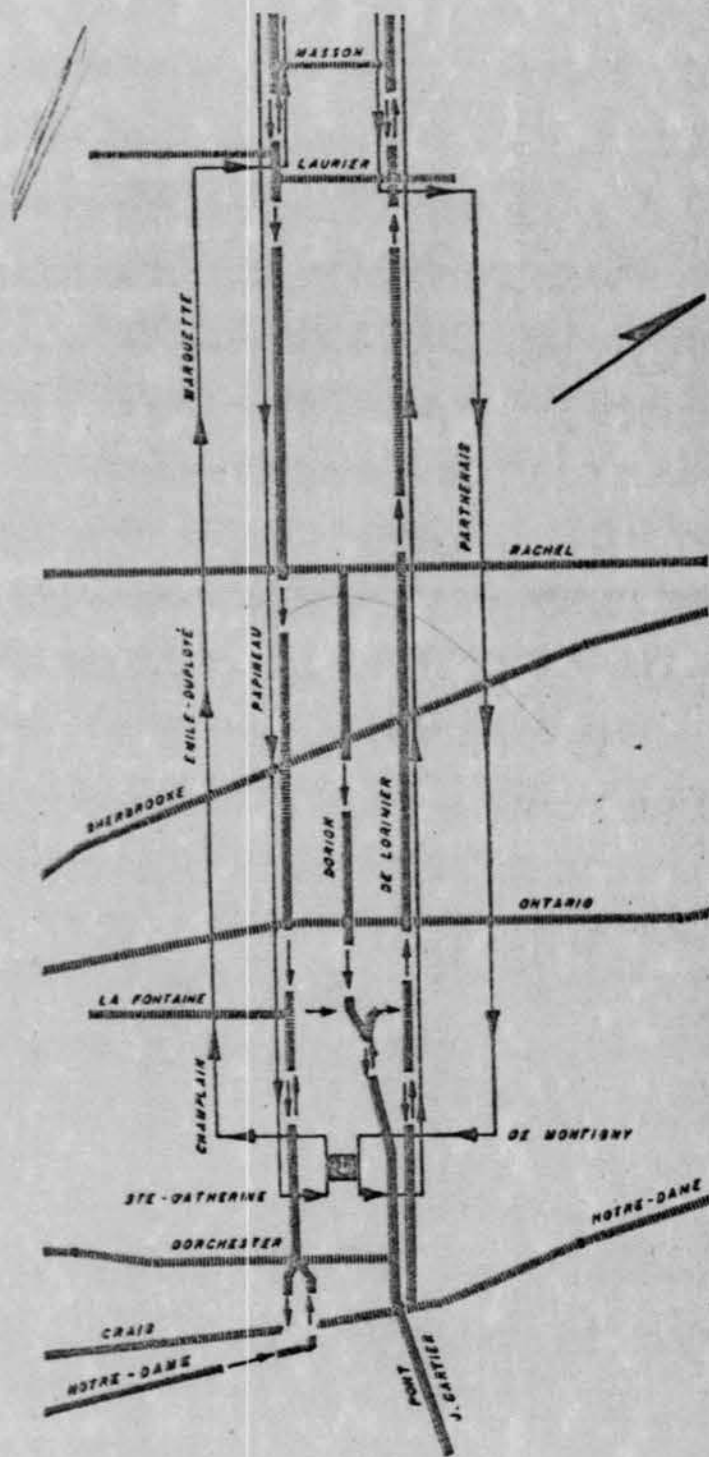 MASSON
LAURIER
MARQUETTE
PARTHENAIS
RACHEL
PAPINEAU
EMILE-DUPLOYÉ
SHERBROOKE
DORION
DE LORIMIER
ONTARIO
LA FONTAINE
CHAMPLAIN
DE MONTIGNY
STE-CATHERINE
NOTRE-DAME
DORCHESTER
CRAIG
NOTRE-DAME
PONT
J. CARTIER